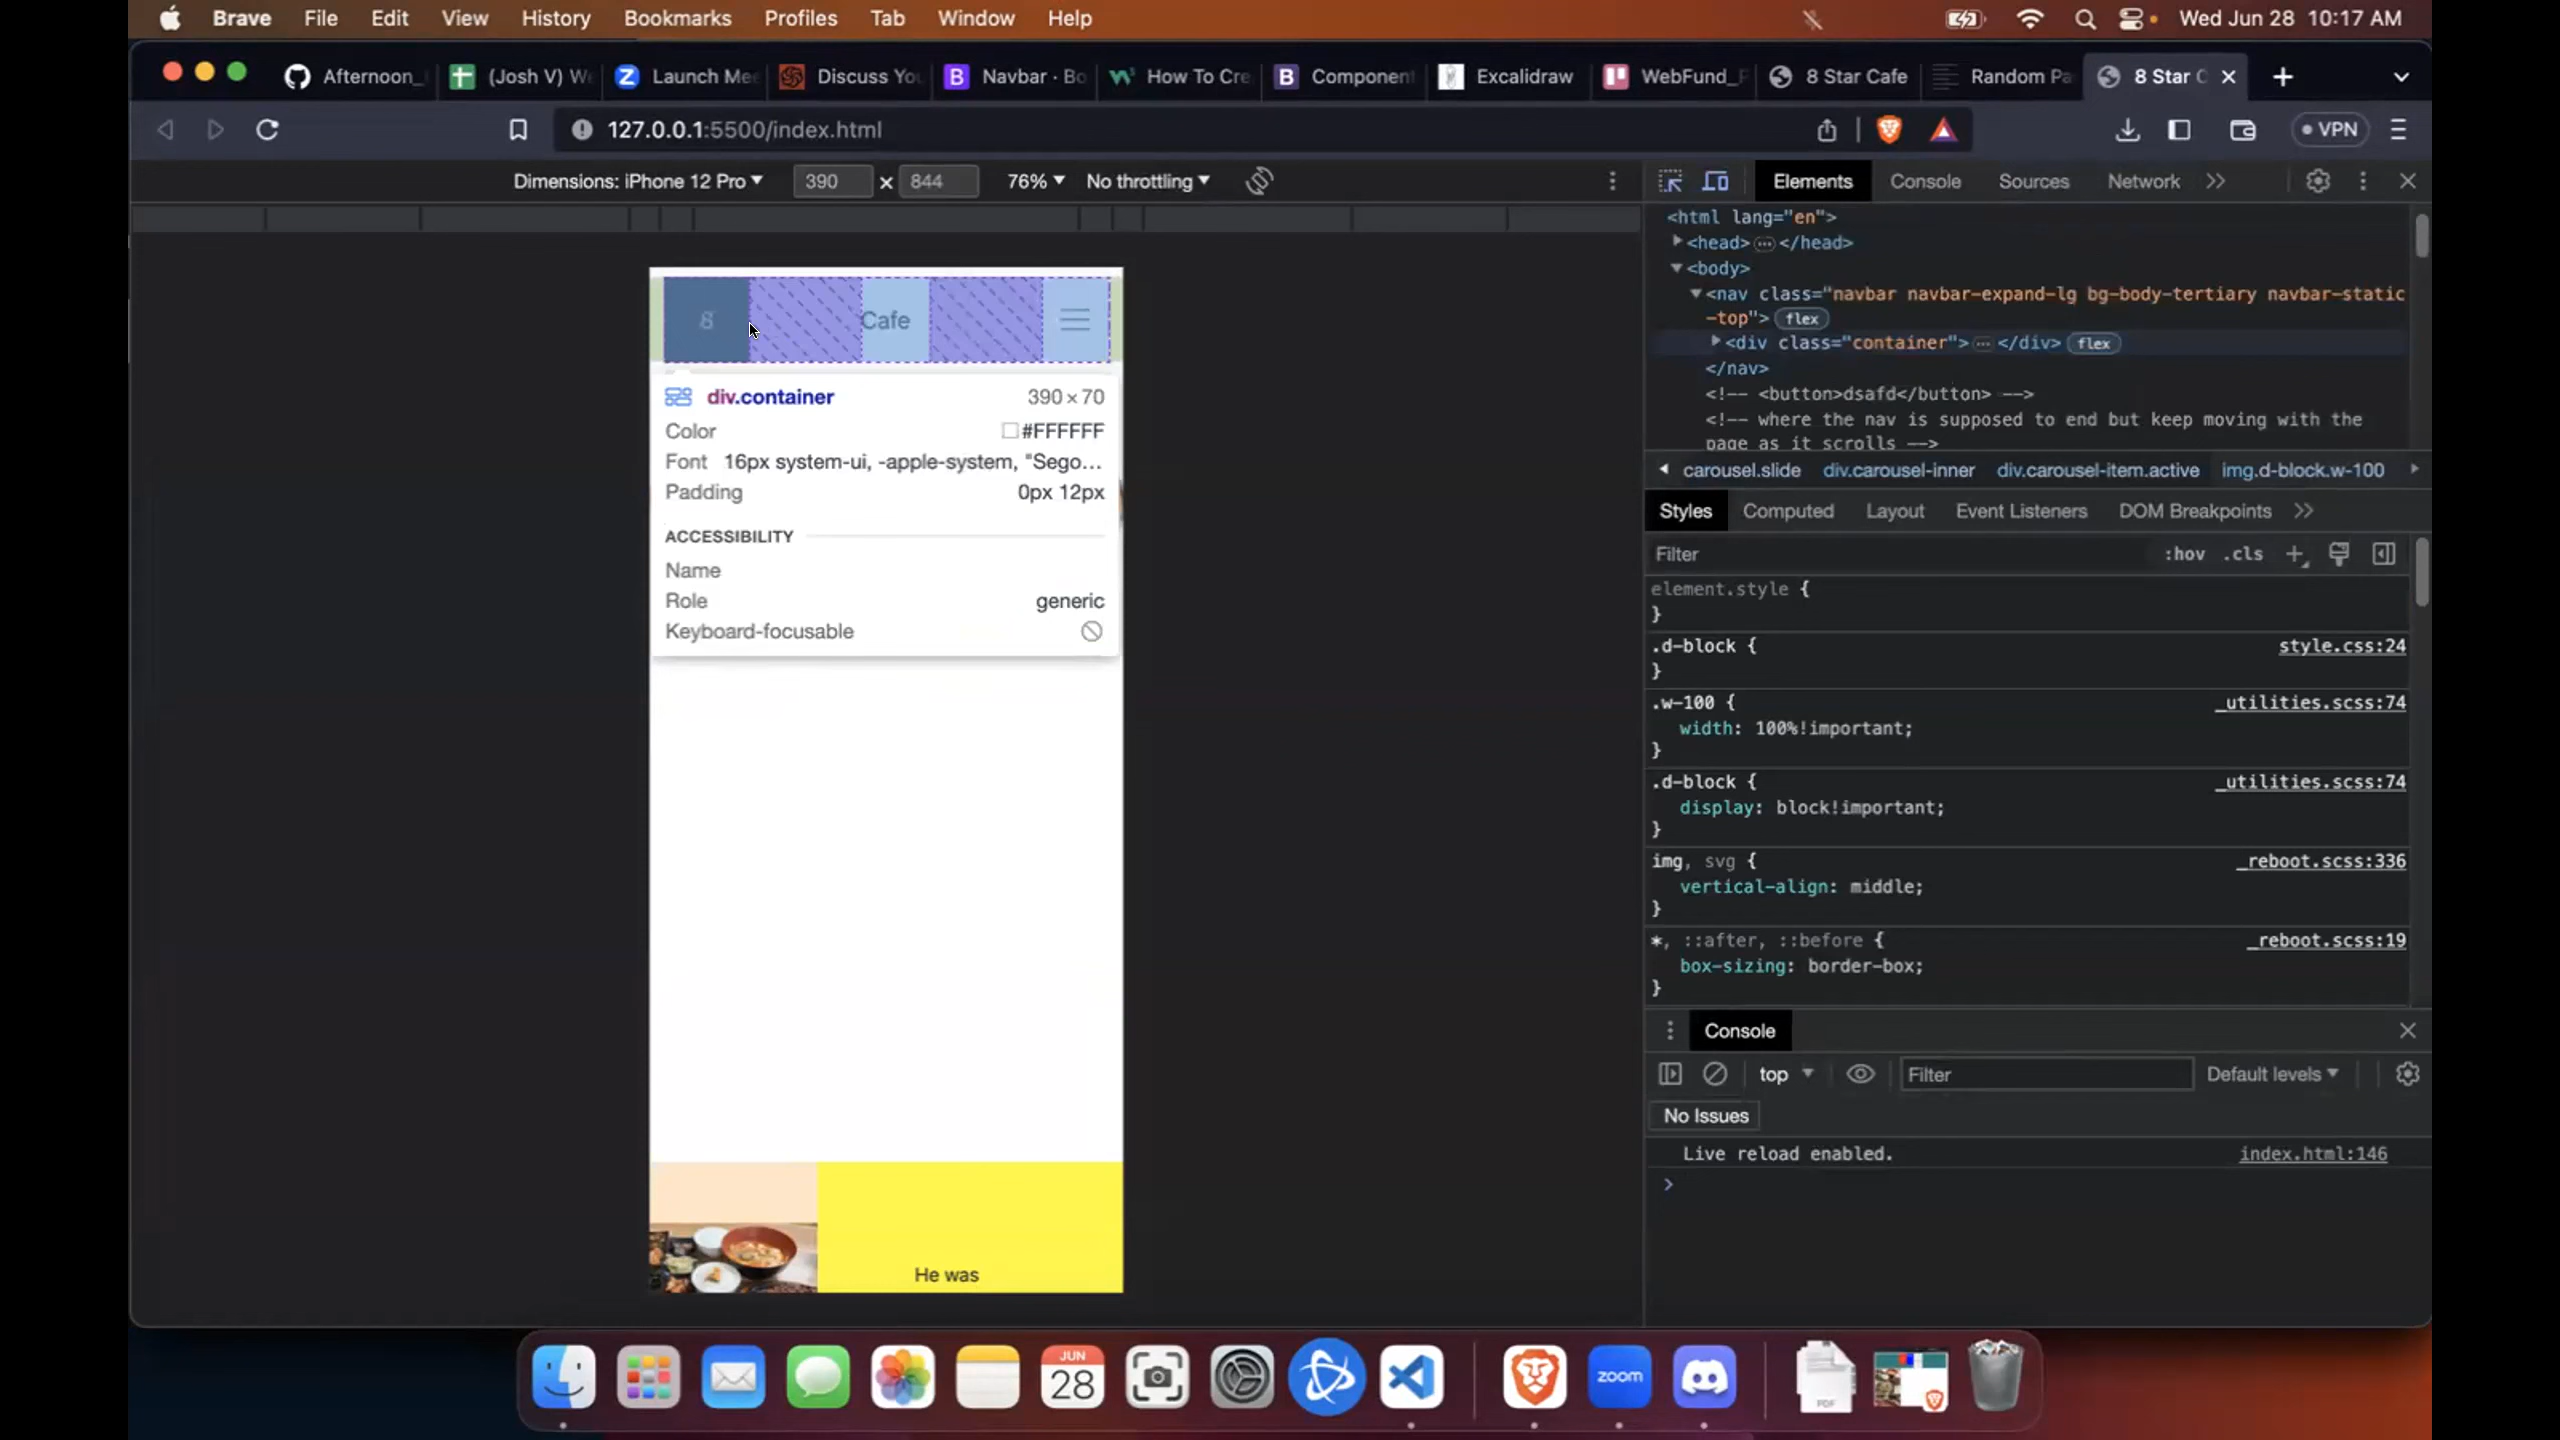 Brave File Edit View History Bookmarks Profiles Tab Window Help Wed Jun 28 10:17 AM
Afternoon_ (Josh V) We Launch Me Discuss You Navbar · Bo How To Cre Component Excalidraw WebFund_P 8 Star Cafe Random Pa 8 Star C
127.0.0.1:5500/index.html VPN
Dimensions: iPhone 12 Pro 390 x 844 76% No throttling
Elements Console Sources Network
<html lang="en">
<head> … </head>
<body>
<nav class="navbar navbar-expand-lg bg-body-tertiary navbar-static
-top"> flex
<div class="container"> … </div> flex
</nav>
<!-- <button>dsafd</button> -->
<!-- where the nav is supposed to end but keep moving with the
page as it scrolls -->
carousel.slide div.carousel-inner div.carousel-item.active img.d-block.w-100
Styles Computed Layout Event Listeners DOM Breakpoints
Filter :hov .cls
element.style {
}
.d-block { style.css:24
}
.w-100 { _utilities.scss:74
width: 100%!important;
}
.d-block { _utilities.scss:74
display: block!important;
}
img, svg { _reboot.scss:336
vertical-align: middle;
}
*, ::after, ::before { _reboot.scss:19
box-sizing: border-box;
}
Console
top Filter Default levels
No Issues
Live reload enabled. index.html:146
8 Cafe
div.container 390 × 70
Color #FFFFFF
Font 16px system-ui, -apple-system, "Sego...
Padding 0px 12px
ACCESSIBILITY
Name
Role generic
Keyboard-focusable
He was
JUN
28
zoom
PDF